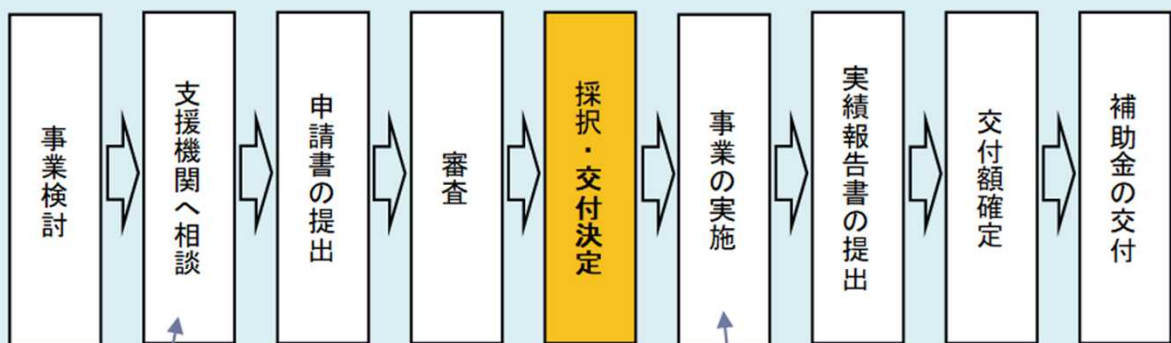 事業検討
支援機関へ相談
申請書の提出
審査
採択・交付決定
事業の実施
実績報告書の提出
交付額確定
補助金の交付